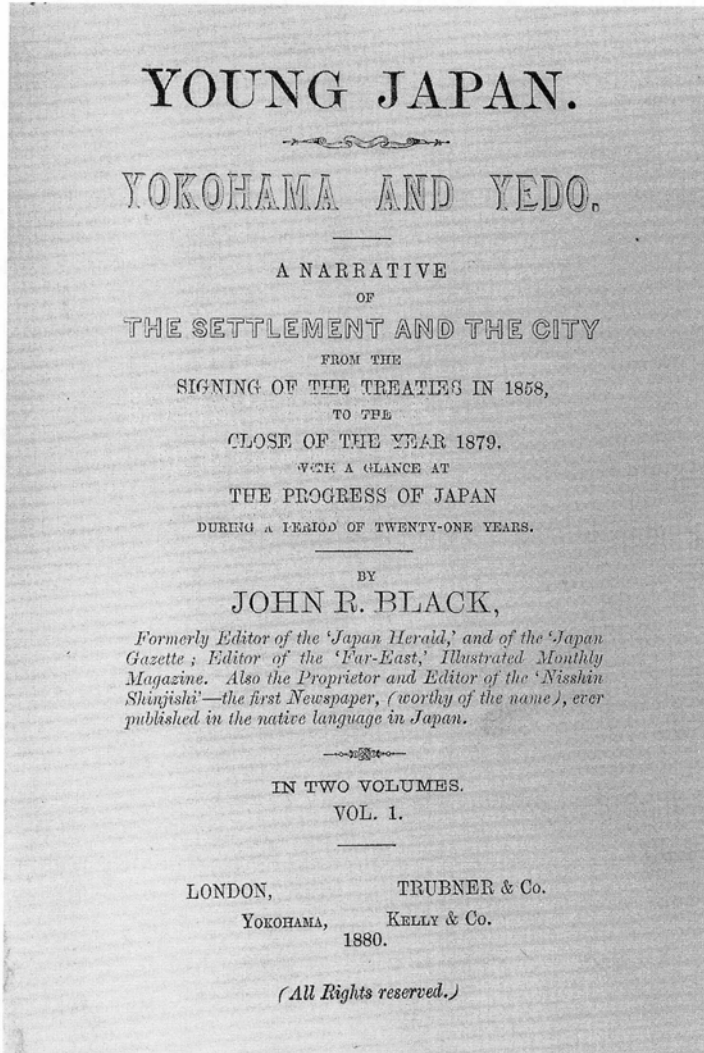 YOUNG JAPAN.
YOKOHAMA AND YEDO.
A NARRATIVE
OF
THE SETTLEMENT AND THE CITY
FROM THE
SIGNING OF THE TREATIES IN 1858,
TO THE
CLOSE OF THE YEAR 1879.
WITH A GLANCE AT
THE PROGRESS OF JAPAN
DURING A PERIOD OF TWENTY-ONE YEARS.
BY
JOHN R. BLACK,
Formerly Editor of the 'Japan Herald,' and of the 'Japan
Gazette; Editor of the 'Far-East,' Illustrated Monthly
Magazine. Also the Proprietor and Editor of the 'Nisshin
Shinjishi'—the first Newspaper, (worthy of the name), ever
published in the native language in Japan.
IN TWO VOLUMES.
VOL. 1.
LONDON, TRUBNER & Co.
YOKOHAMA, KELLY & Co.
1880.
(All Rights reserved.)